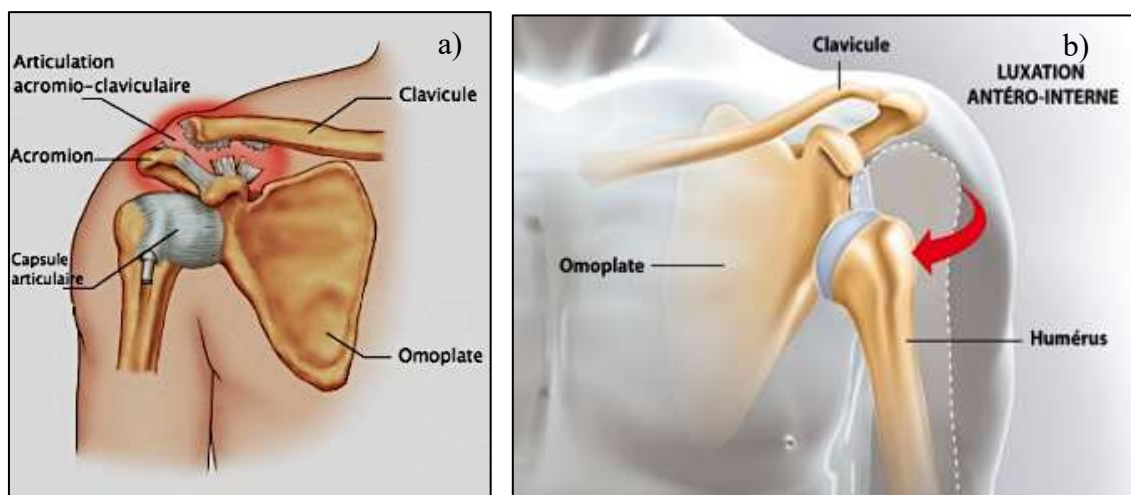 a)
Articulation
acromio-claviculaire
Clavicule
Acromion
Capsule
articulaire
Omoplate
b)
Clavicule
LUXATION
ANTÉRO-INTERNE
Omoplate
Humérus